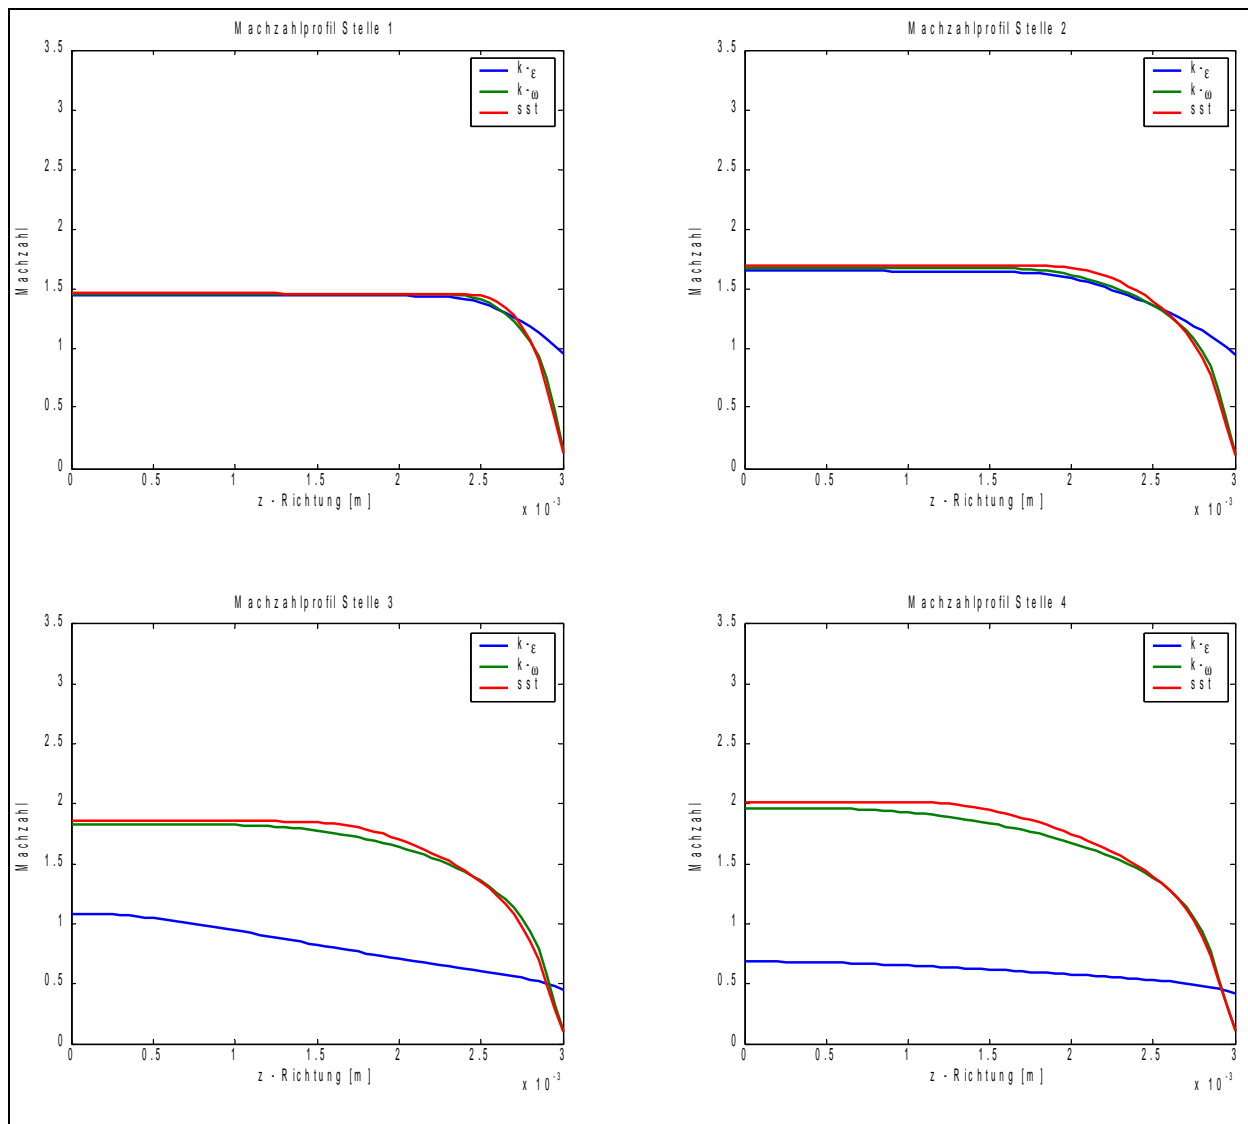 Machzahlprofil Stelle 1
3.5
3
2.5
2
1.5
1
0.5
0
Machzahl
k-ε
k-ω
sst
0 0.5 1 1.5 2 2.5 3
z - Richtung [m]
x 10^-3
Machzahlprofil Stelle 2
3.5
3
2.5
2
1.5
1
0.5
0
Machzahl
k-ε
k-ω
sst
0 0.5 1 1.5 2 2.5 3
z - Richtung [m]
x 10^-3
Machzahlprofil Stelle 3
3.5
3
2.5
2
1.5
1
0.5
0
Machzahl
k-ε
k-ω
sst
0 0.5 1 1.5 2 2.5 3
z - Richtung [m]
x 10^-3
Machzahlprofil Stelle 4
3.5
3
2.5
2
1.5
1
0.5
0
Machzahl
k-ε
k-ω
sst
0 0.5 1 1.5 2 2.5 3
z - Richtung [m]
x 10^-3